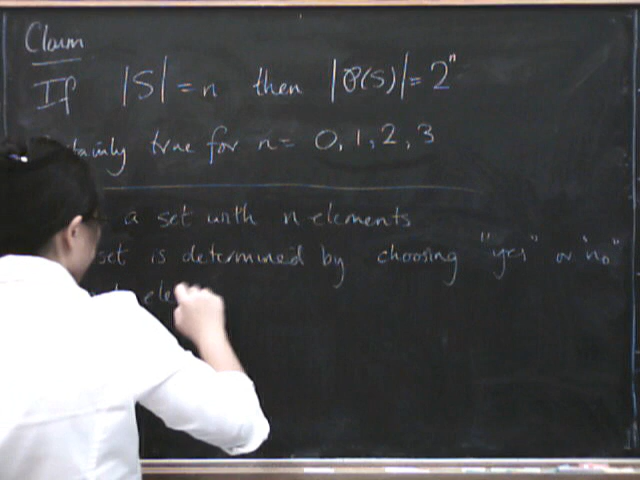 Claim
If |S| = n then |𝒫(S)| = 2ⁿ
tainly true for n = 0, 1, 2, 3
a set with n elements
set is determined by choosing "yes" or "no"
ele